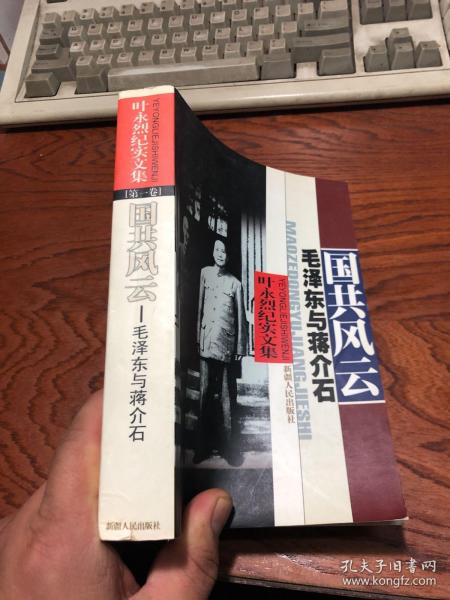 YEYONGLIEJISHIWENJI
叶永烈纪实文集
[第一卷]
国共风云
—毛泽东与蒋介石
新疆人民出版社
国共风云
毛泽东与蒋介石
MAOZEDONGYUJIANGJIESHI
YEYONGLIEJISHIWENJI
叶永烈纪实文集
新疆人民出版社
孔夫子旧书网
www.kongfz.com